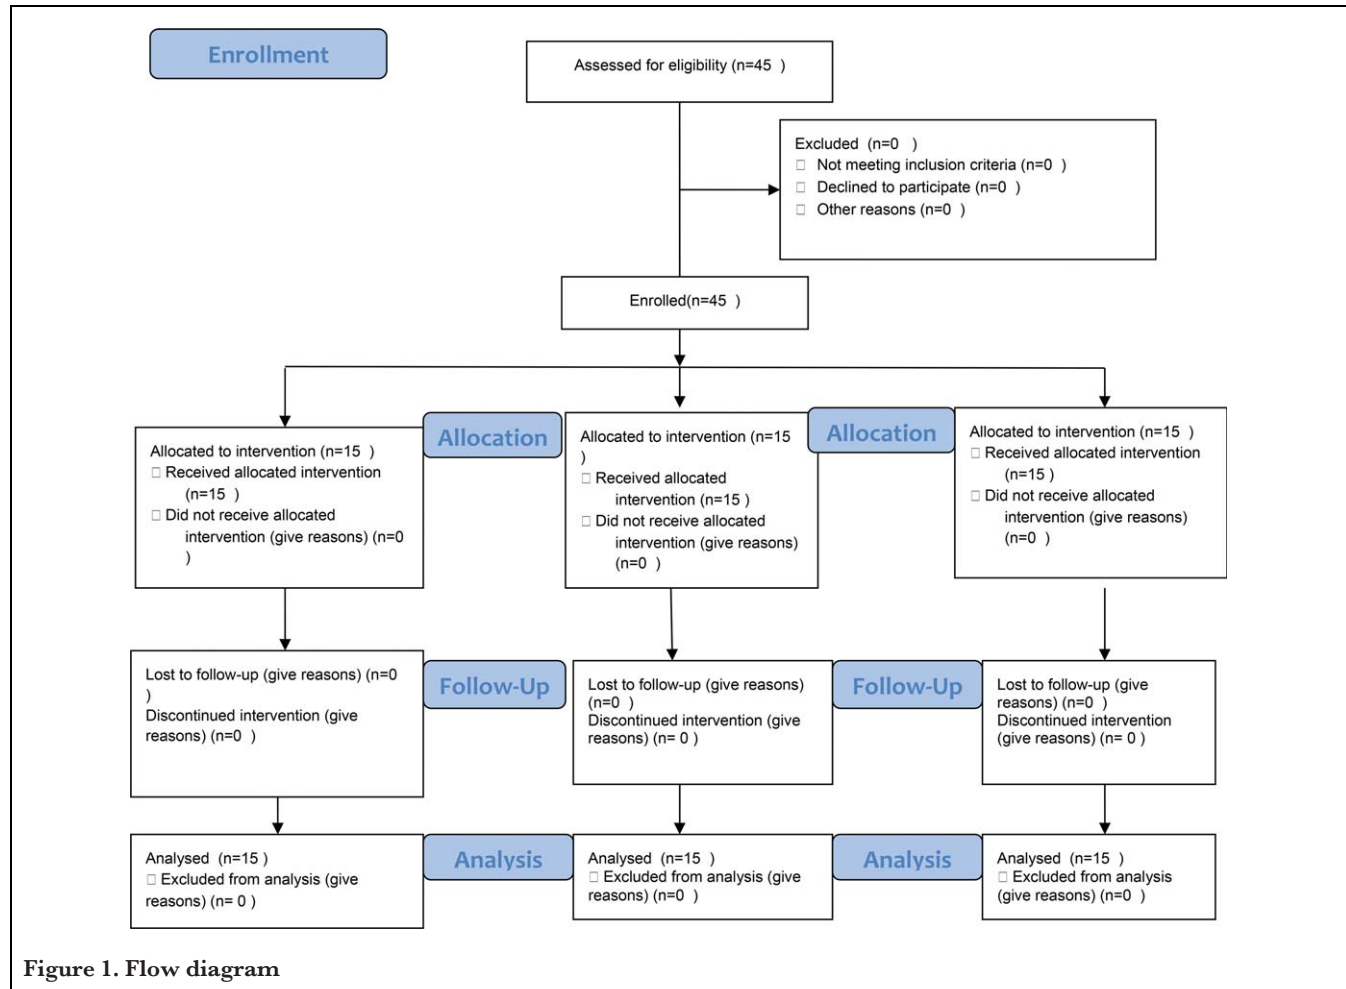 Enrollment
Assessed for eligibility (n=45 )
Excluded (n=0 )
□ Not meeting inclusion criteria (n=0 )
□ Declined to participate (n=0 )
□ Other reasons (n=0 )
Enrolled(n=45 )
Allocated to intervention (n=15 )
□ Received allocated intervention
(n=15 )
□ Did not receive allocated
intervention (give reasons) (n=0
)
Allocation
Allocated to intervention (n=15
)
□ Received allocated
intervention (n=15 )
□ Did not receive allocated
intervention (give reasons)
(n=0 )
Allocation
Allocated to intervention (n=15 )
□ Received allocated intervention
(n=15 )
□ Did not receive allocated
intervention (give reasons)
(n=0 )
Lost to follow-up (give reasons) (n=0
)
Discontinued intervention (give
reasons) (n=0 )
Follow-Up
Lost to follow-up (give reasons)
(n=0 )
Discontinued intervention (give
reasons) (n= 0 )
Follow-Up
Lost to follow-up (give
reasons) (n=0 )
Discontinued intervention
(give reasons) (n= 0 )
Analysed (n=15 )
□ Excluded from analysis (give
reasons) (n= 0 )
Analysis
Analysed (n=15 )
□ Excluded from analysis (give
reasons) (n=0 )
Analysis
Analysed (n=15 )
□ Excluded from analysis
(give reasons) (n=0 )
Figure 1. Flow diagram